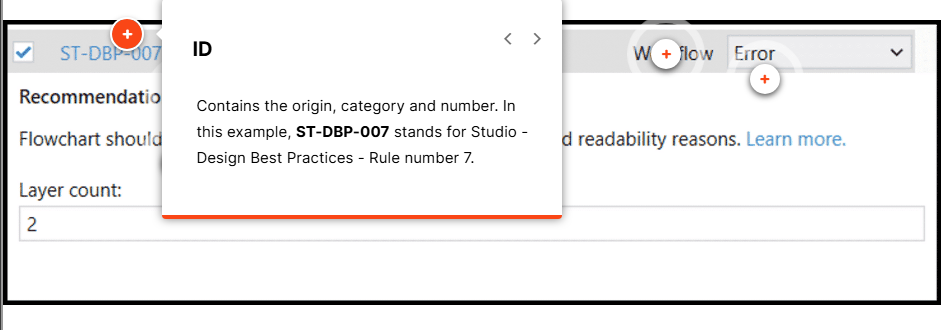 ST-DBP-007
ID
W flow
Error
Contains the origin, category and number. In
this example, ST-DBP-007 stands for Studio -
Design Best Practices - Rule number 7.
Recommendatio
Flowchart should
d readability reasons. Learn more.
Layer count:
2